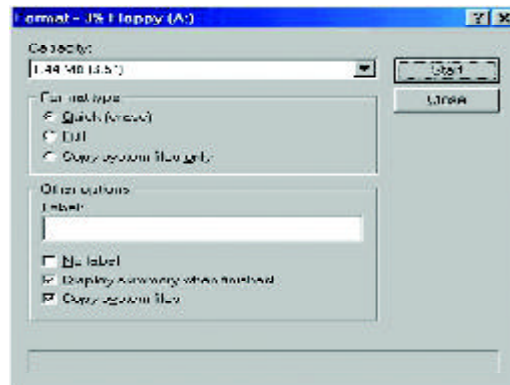 Format - 3½ Floppy (A:)
Capacity:
1.44 Mb (3.5")
Start
Close
Format type
Quick (erase)
Full
Copy system files only
Other options
Label:
No label
Display summary when finished
Copy system files